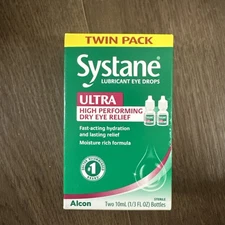 TWIN PACK
Systane®
LUBRICANT EYE DROPS
ULTRA
HIGH PERFORMING
DRY EYE RELIEF
Fast-acting hydration
and lasting relief
Moisture rich formula
#1
STERILE
Alcon
Two 10mL (1/3 FL OZ) Bottles